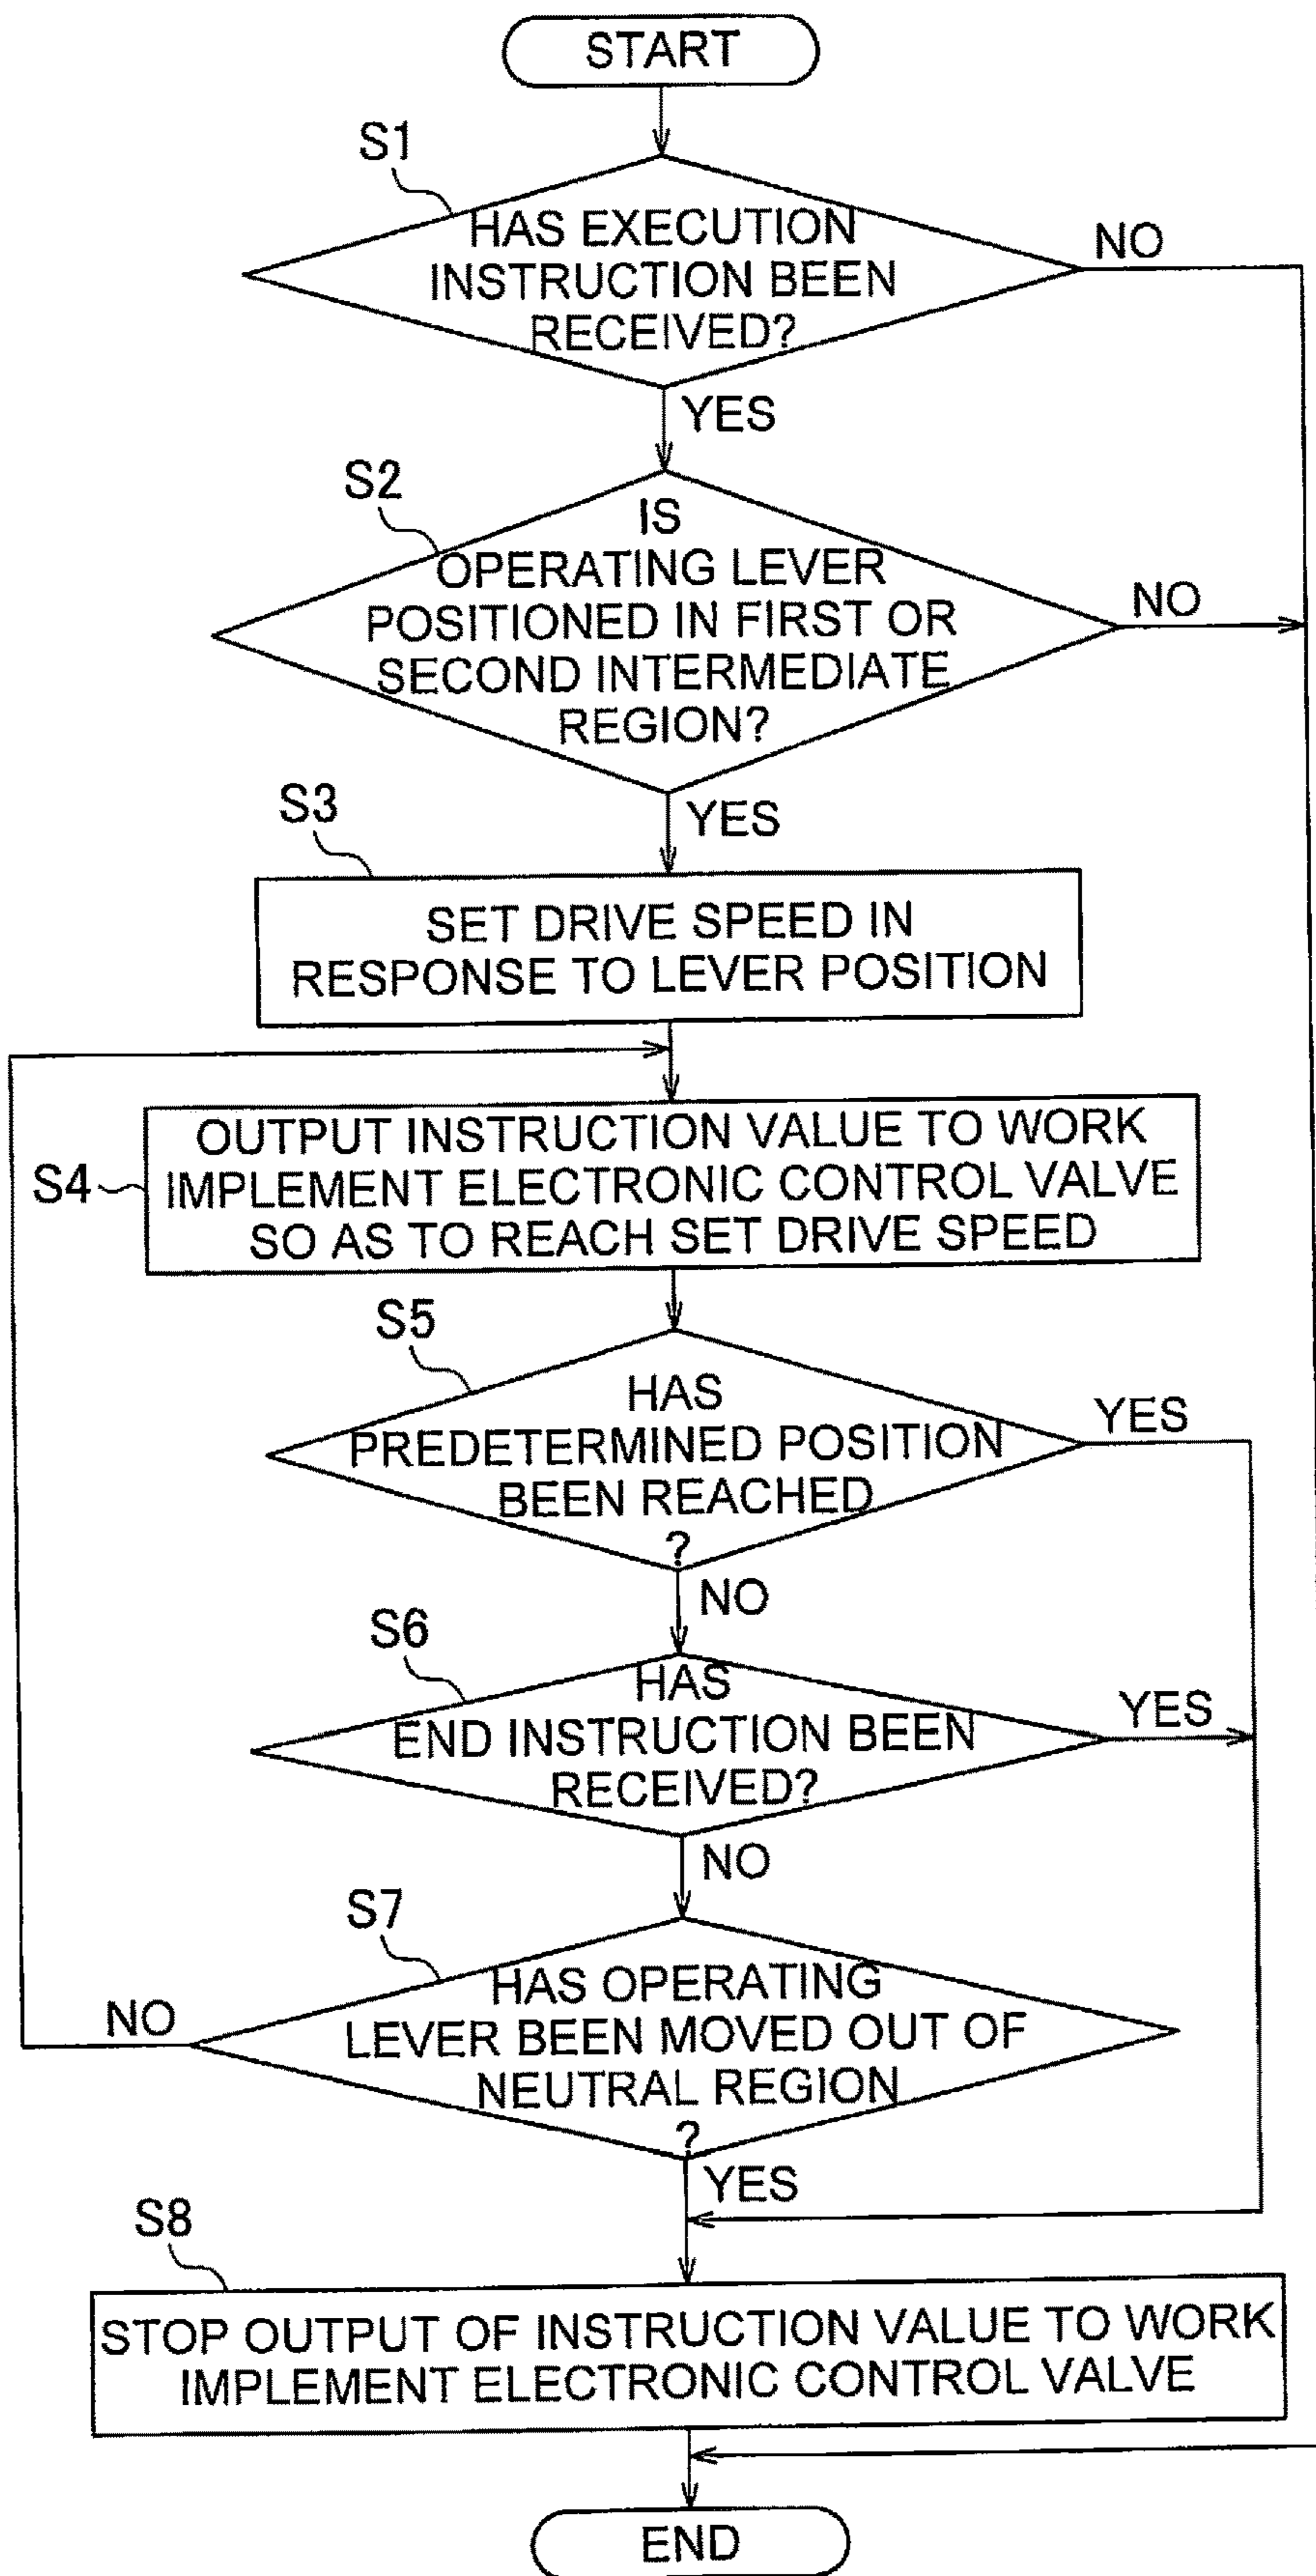 START
S1
HAS EXECUTION
INSTRUCTION BEEN
RECEIVED?
NO
YES
S2
IS
OPERATING LEVER
POSITIONED IN FIRST OR
SECOND INTERMEDIATE
REGION?
NO
YES
S3
SET DRIVE SPEED IN
RESPONSE TO LEVER POSITION
S4
OUTPUT INSTRUCTION VALUE TO WORK
IMPLEMENT ELECTRONIC CONTROL VALVE
SO AS TO REACH SET DRIVE SPEED
S5
HAS
PREDETERMINED POSITION
BEEN REACHED
?
YES
NO
S6
HAS
END INSTRUCTION BEEN
RECEIVED?
YES
NO
S7
HAS OPERATING
LEVER BEEN MOVED OUT OF
NEUTRAL REGION
?
NO
YES
S8
STOP OUTPUT OF INSTRUCTION VALUE TO WORK
IMPLEMENT ELECTRONIC CONTROL VALVE
END